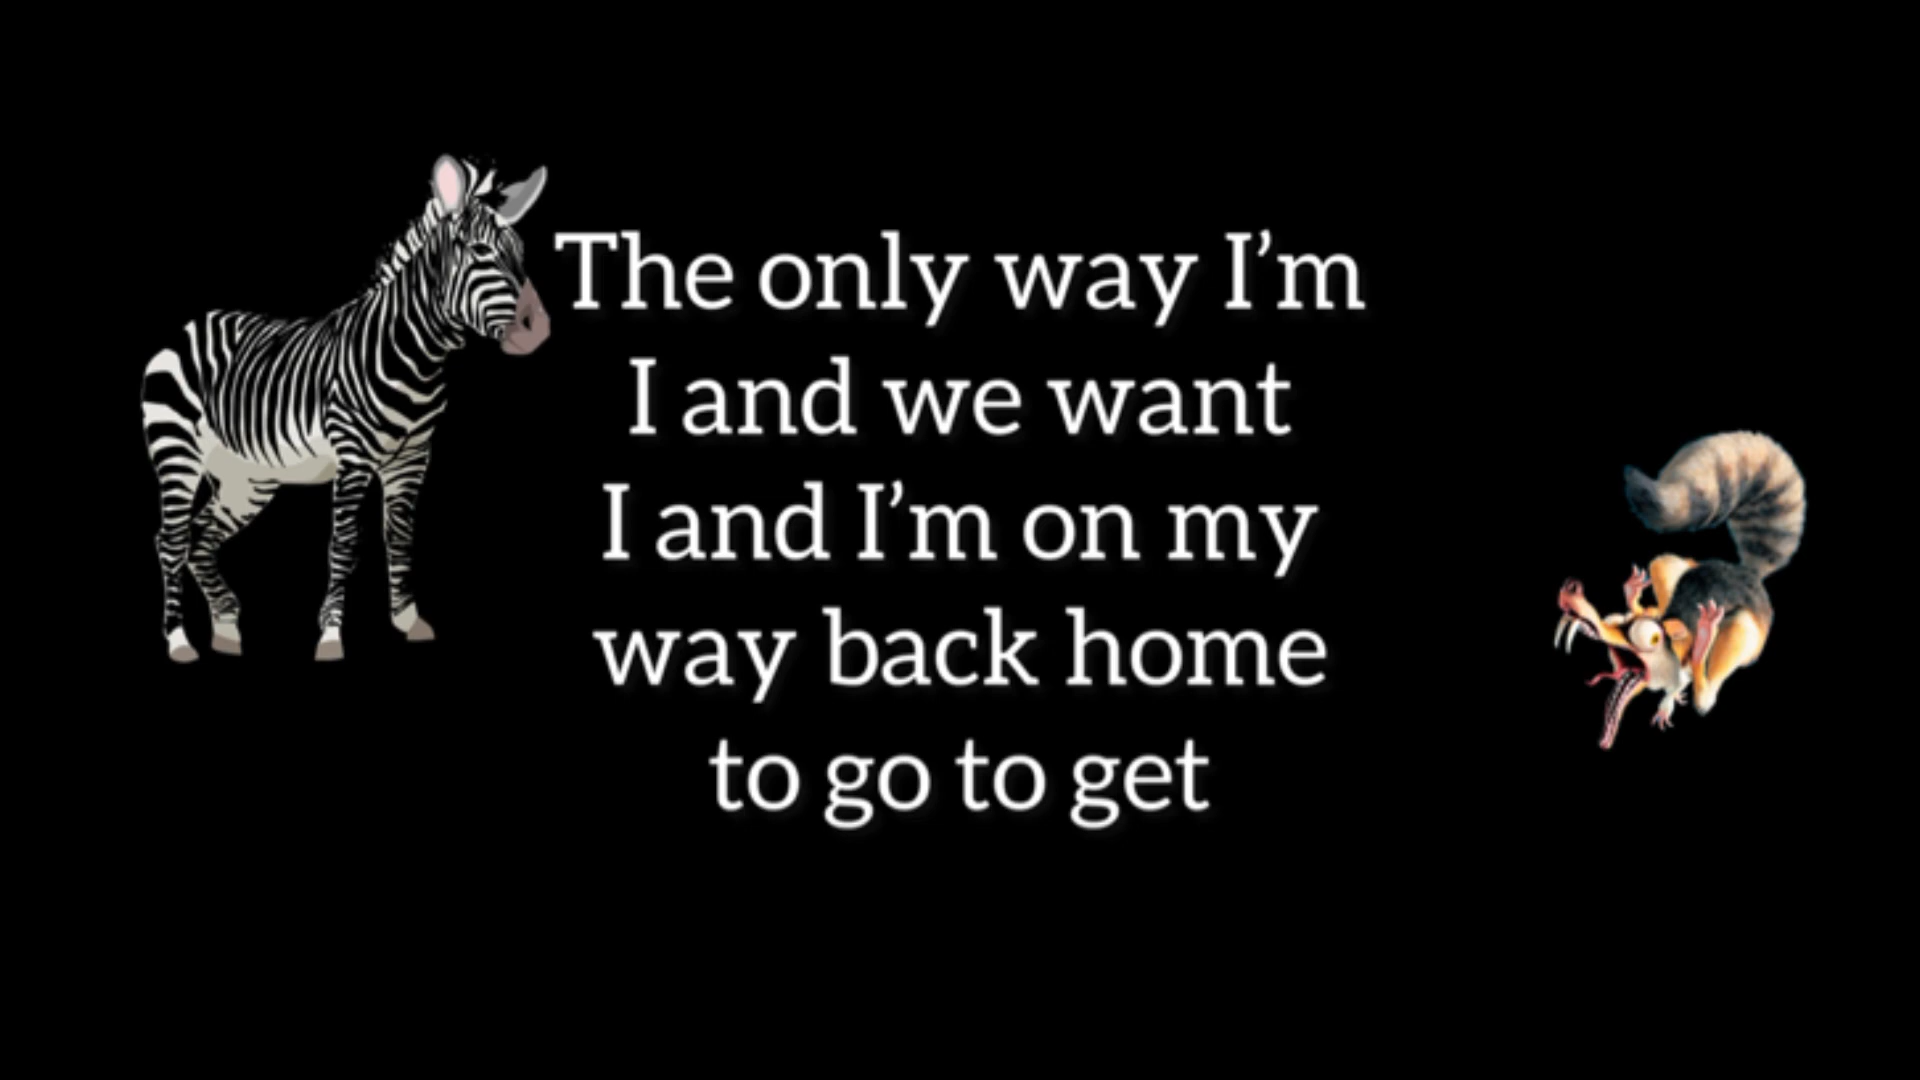 The only way I’m
I and we want
I and I’m on my
way back home
to go to get